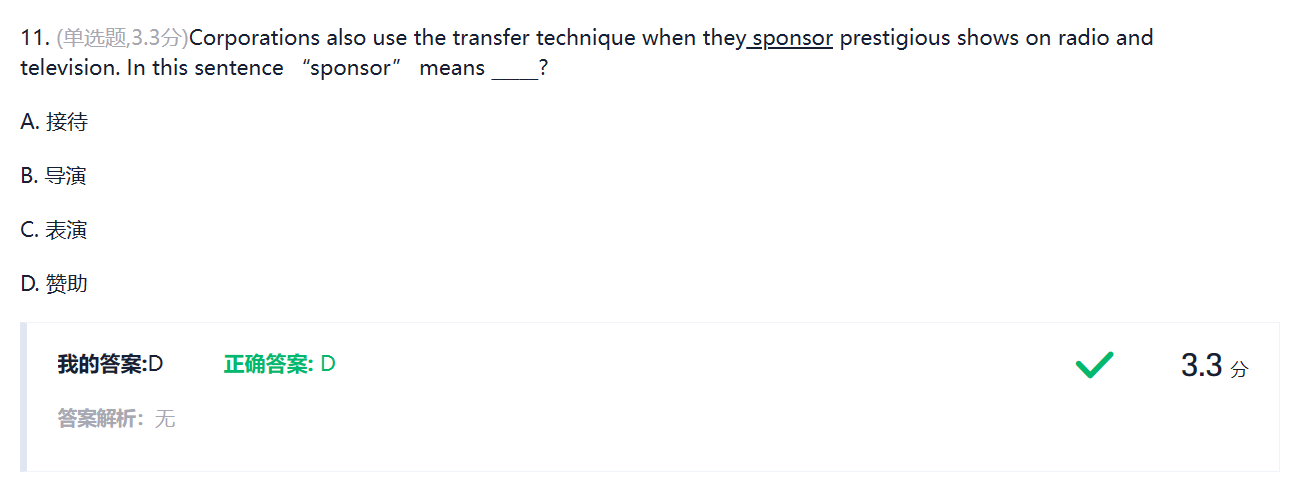 11. (单选题,3.3分)Corporations also use the transfer technique when they sponsor prestigious shows on radio and
television. In this sentence “sponsor” means _____?
A. 接待
B. 导演
C. 表演
D. 赞助
我的答案:D 正确答案: D 3.3 分
答案解析：无